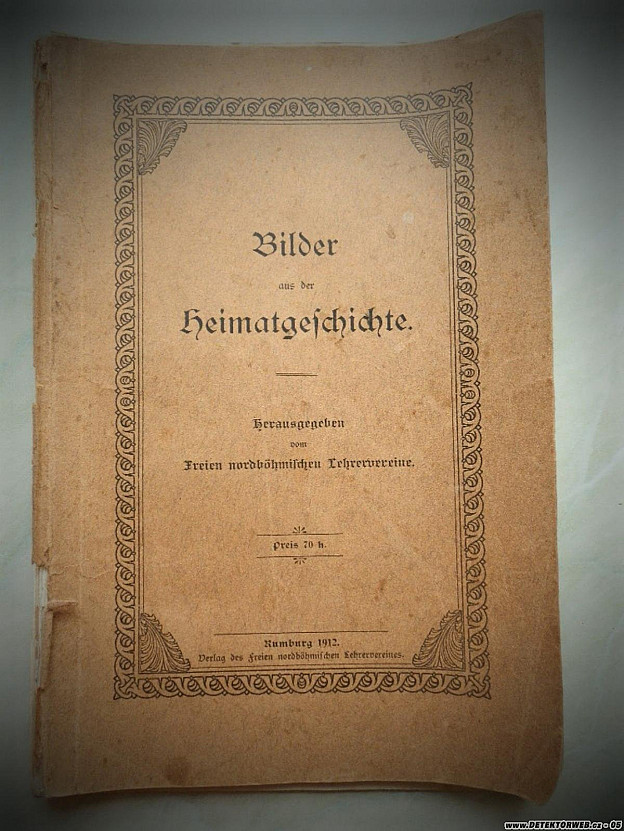 Bilder
aus der
Heimatgeſchichte.
Herausgegeben
vom
Freien nordböhmiſchen Lehrervereine.
Preis 70 h.
Rumburg 1912.
Verlag des Freien nordböhmiſchen Lehrervereines.
www.DETEKTORWEB.cz - 05